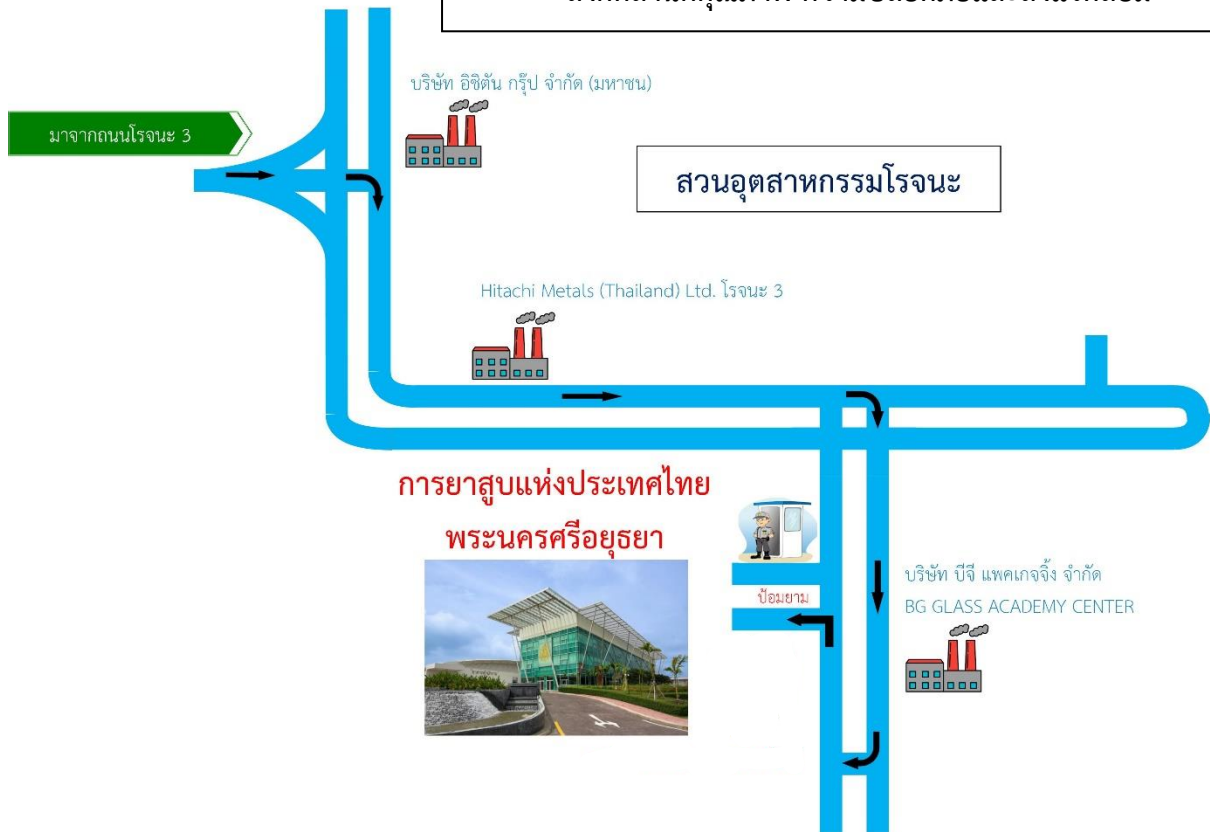 บริษัท อิชิตัน กรุ๊ป จำกัด (มหาชน)
มาจากถนนโรจนะ 3
สวนอุตสาหกรรมโรจนะ
Hitachi Metals (Thailand) Ltd. โรจนะ 3
การยาสูบแห่งประเทศไทย
พระนครศรีอยุธยา
ป้อมยาม
บริษัท บีจี แพคเกจจิ้ง จำกัด
BG GLASS ACADEMY CENTER